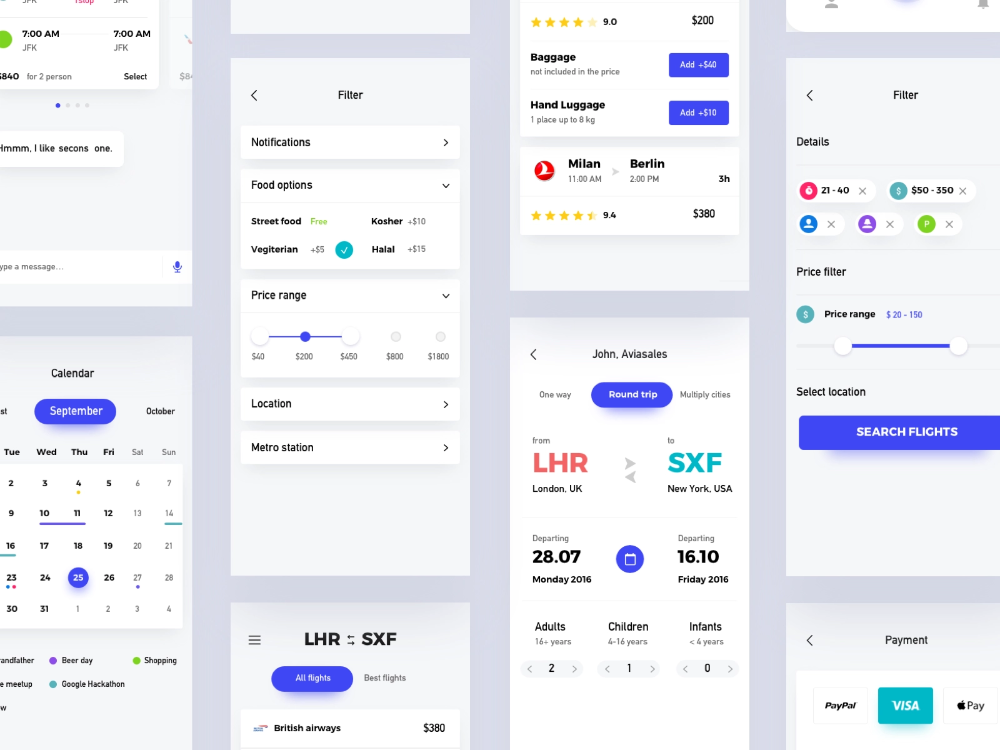 JFK
1stop
JFK
7:00 AM
7:00 AM
JFK
JFK
$840
for 2 person
Select
Hmmm, I like secons one.
ype a message...
Calendar
st
September
October
Tue Wed Thu Fri Sat Sun
2 3 4 5 6 7
9 10 11 12 13 14
16 17 18 19 20 21
23 24 25 26 27 28
30 31 1 2 3 4
andfather
Beer day
Shopping
e meetup
Google Hackathon
w
Filter
Notifications
Food options
Street food Free
Kosher +$10
Vegiterian +$5
Halal +$15
Price range
$40 $200 $450 $800 $1800
Location
Metro station
LHR SXF
All flights
Best flights
British airways
$380
9.0
$200
Baggage
not included in the price
Add +$40
Hand Luggage
1 place up to 8 kg
Add +$10
Milan
Berlin
11:00 AM
2:00 PM
3h
9.4
$380
John, Aviasales
One way
Round trip
Multiply cities
from
to
LHR
SXF
London, UK
New York, USA
Departing
Departing
28.07
16.10
Monday 2016
Friday 2016
Adults
Children
Infants
16+ years
4-16 years
< 4 years
< 2 >
< 1 >
< 0 >
Filter
Details
21 - 40
$ $50 - 350
P
Price filter
$ Price range $ 20 - 150
Select location
SEARCH FLIGHTS
Payment
PayPal
VISA
Pay